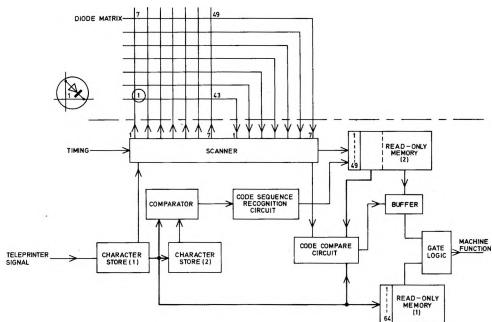 7
49
DIODE MATRIX
1
1
43
1
7
1
7
TIMING
SCANNER
1
49
READ-ONLY
MEMORY
(2)
COMPARATOR
CODE SEQUENCE
RECOGNITION
CIRCUIT
BUFFER
TELEPRINTER
SIGNAL
CHARACTER
STORE (1)
CHARACTER
STORE (2)
CODE COMPARE
CIRCUIT
GATE
LOGIC
MACHINE
FUNCTION
1
64
READ-ONLY
MEMORY
(1)